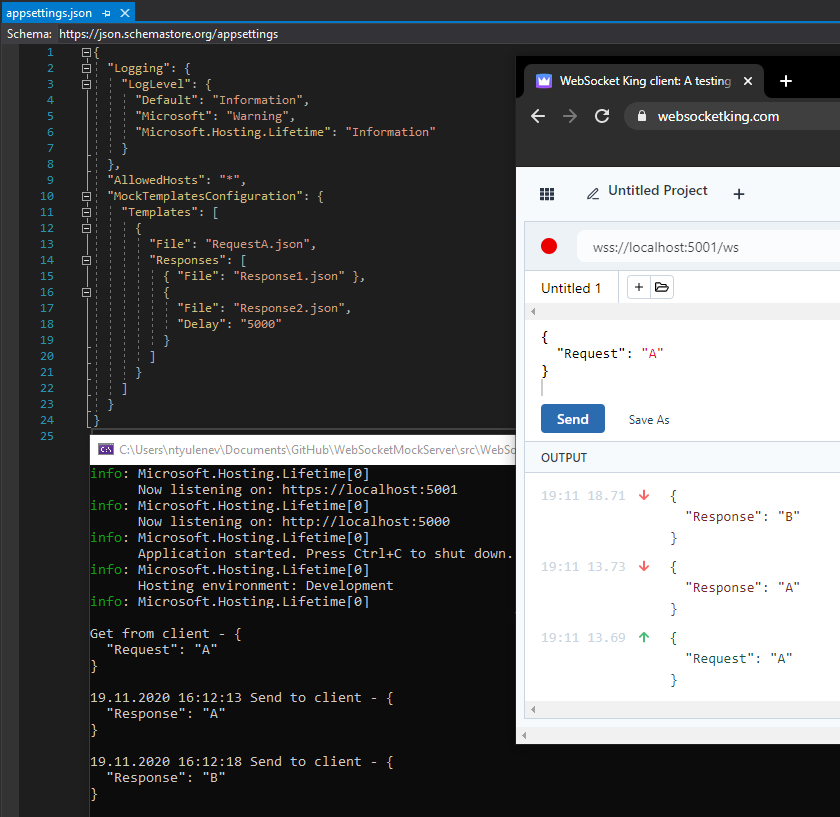 appsettings.json
Schema: https://json.schemastore.org/appsettings
1 {
2 "Logging": {
3 "LogLevel": {
4 "Default": "Information",
5 "Microsoft": "Warning",
6 "Microsoft.Hosting.Lifetime": "Information"
7 }
8 },
9 "AllowedHosts": "*",
10 "MockTemplatesConfiguration": {
11 "Templates": [
12 {
13 "File": "RequestA.json",
14 "Responses": [
15 { "File": "Response1.json" },
16 {
17 "File": "Response2.json",
18 "Delay": "5000"
19 }
20 ]
21 }
22 ]
23 }
24 }
25
C:\Users\ntyulenev\Documents\GitHub\WebSocketMockServer\src\WebSo
info: Microsoft.Hosting.Lifetime[0]
Now listening on: https://localhost:5001
info: Microsoft.Hosting.Lifetime[0]
Now listening on: http://localhost:5000
info: Microsoft.Hosting.Lifetime[0]
Application started. Press Ctrl+C to shut down.
info: Microsoft.Hosting.Lifetime[0]
Hosting environment: Development
info: Microsoft.Hosting.Lifetime[0]
Get from client - {
"Request": "A"
}
19.11.2020 16:12:13 Send to client - {
"Response": "A"
}
19.11.2020 16:12:18 Send to client - {
"Response": "B"
}
WebSocket King client: A testing
websocketking.com
Untitled Project
wss://localhost:5001/ws
Untitled 1
{
"Request": "A"
}
Send Save As
OUTPUT
19:11 18.71 {
"Response": "B"
}
19:11 13.73 {
"Response": "A"
}
19:11 13.69 {
"Request": "A"
}